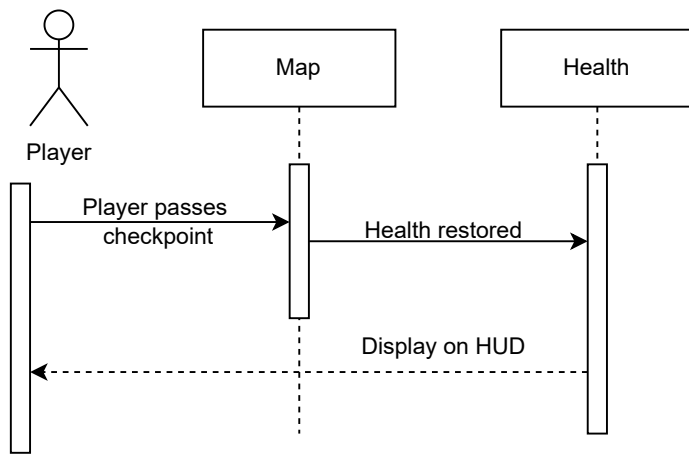 Map
Health
Player
Player passes
checkpoint
Health restored
Display on HUD